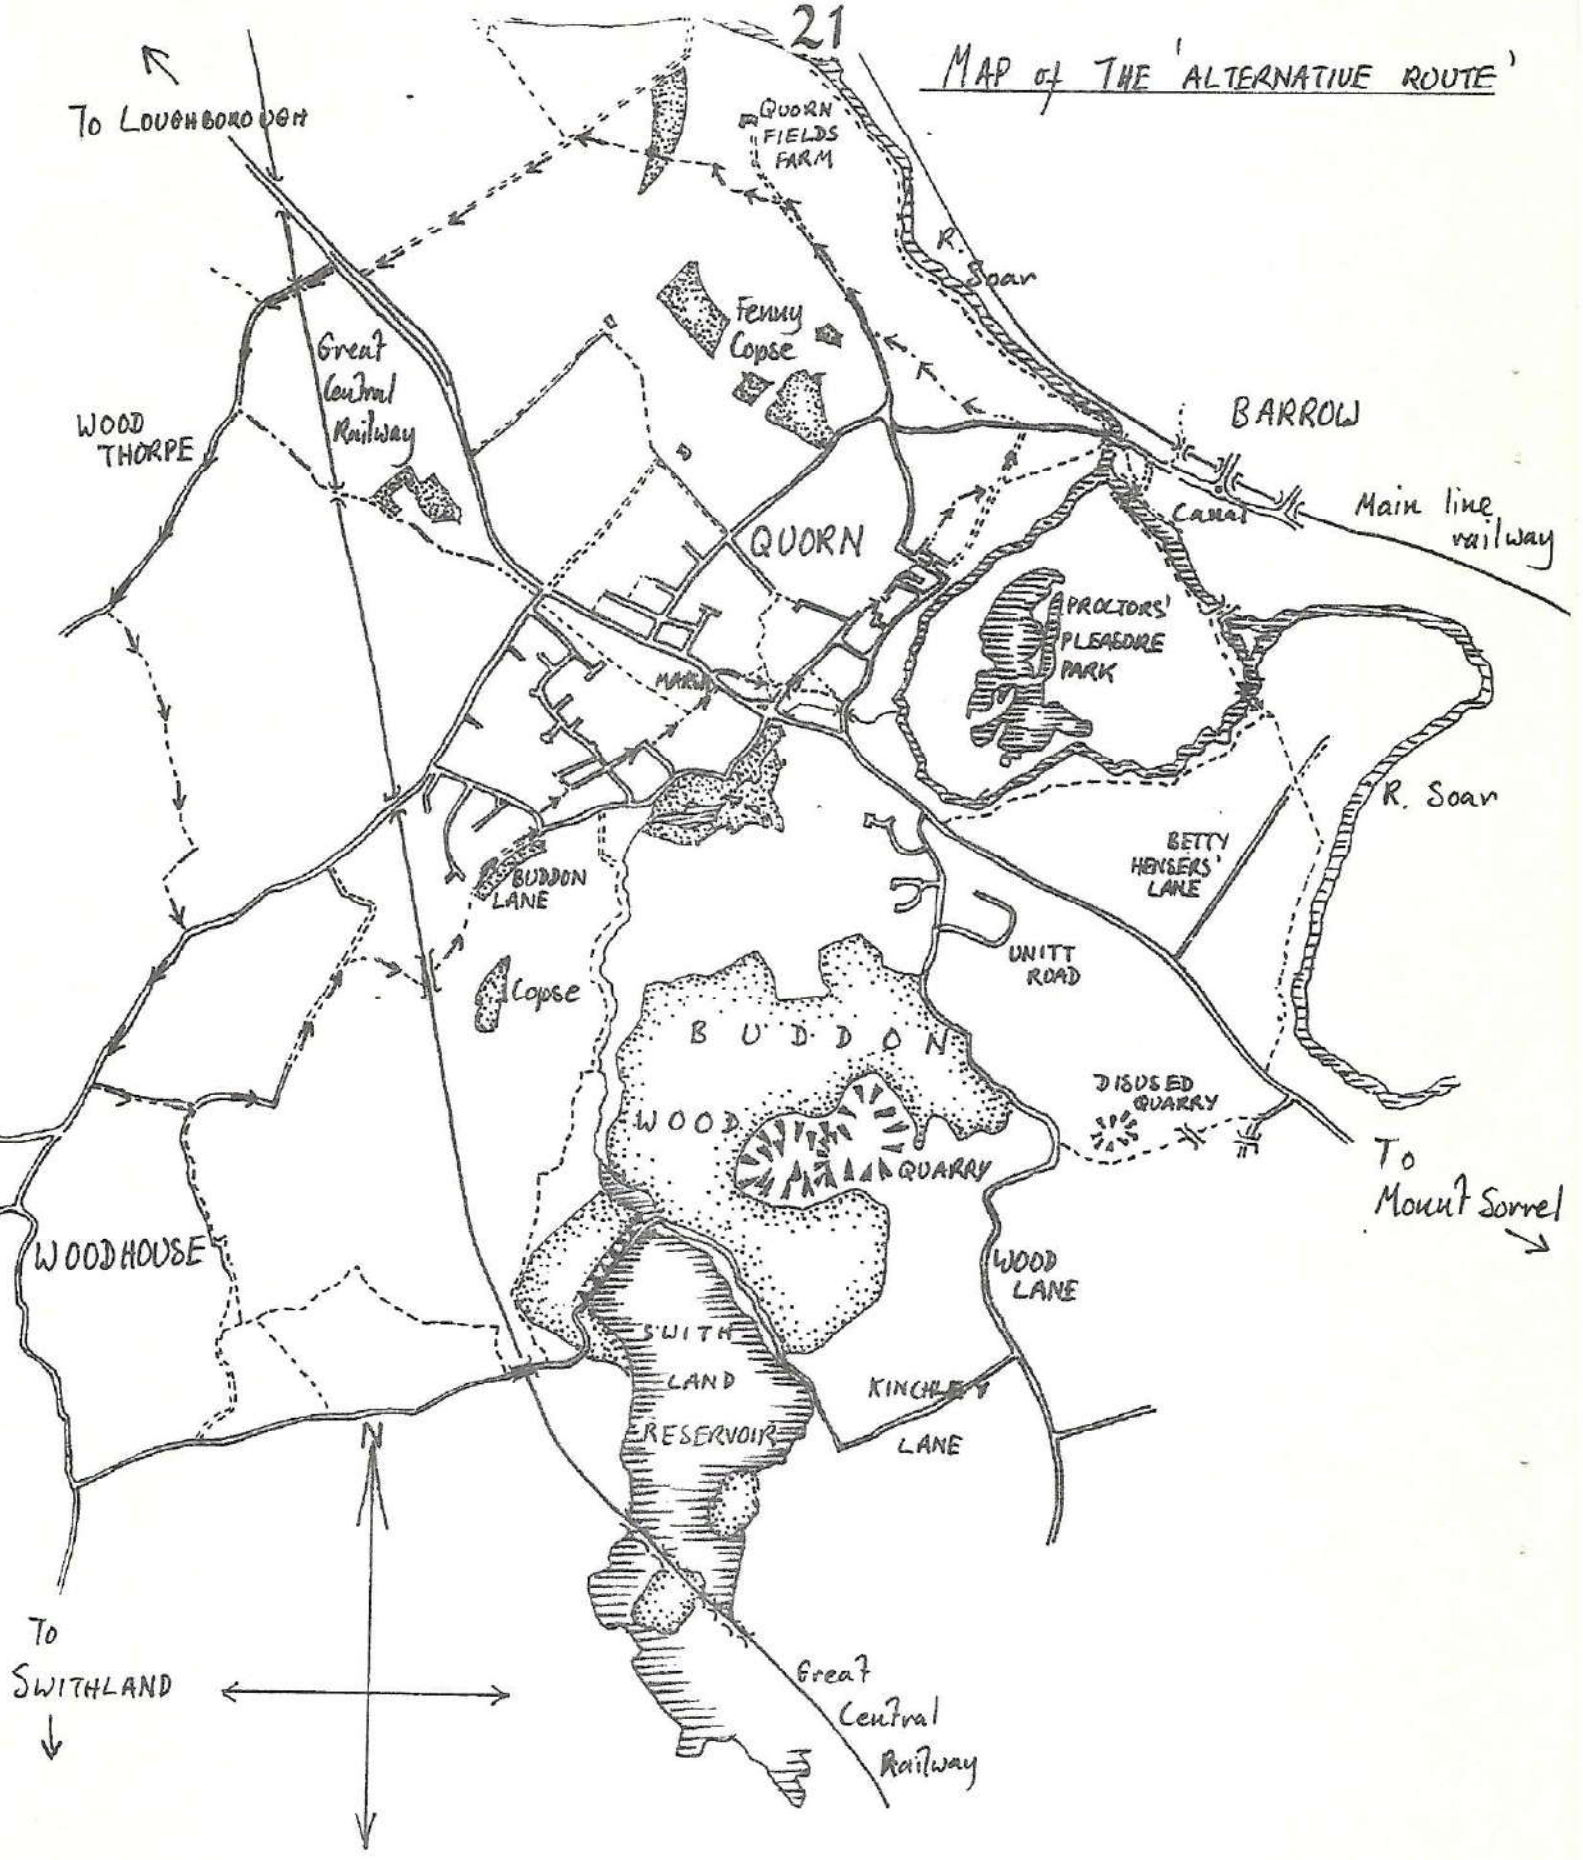 21
MAP of THE 'ALTERNATIVE ROUTE'
To LOUGHBOROUGH
QUORN
FIELDS
FARM
R.
Soar
Fenny
Copse
Great
Central
Railway
WOOD
THORPE
BARROW
Canal
Main line
railway
QUORN
PROCTORS'
PLEASURE
PARK
R. Soar
BETTY
HENSERS'
LANE
BUDDON
LANE
UNITT
ROAD
Copse
BUDDON
WOOD
QUARRY
DISUSED
QUARRY
To
Mount Sorrel
WOODHOUSE
WOOD
LANE
SWITH
LAND
RESERVOIR
KINCHLEY
LANE
N
To
SWITHLAND
Great
Central
Railway